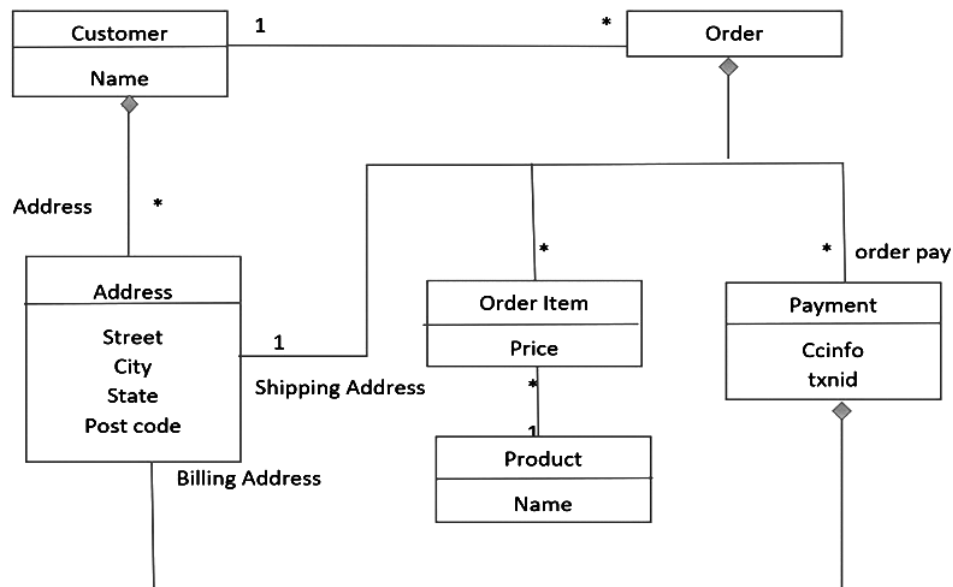 Customer
Name
1
*
Order
Address
*
Address
Street
City
State
Post code
1
Shipping Address
Billing Address
*
Order Item
Price
*
1
Product
Name
*
order pay
Payment
Ccinfo
txnid